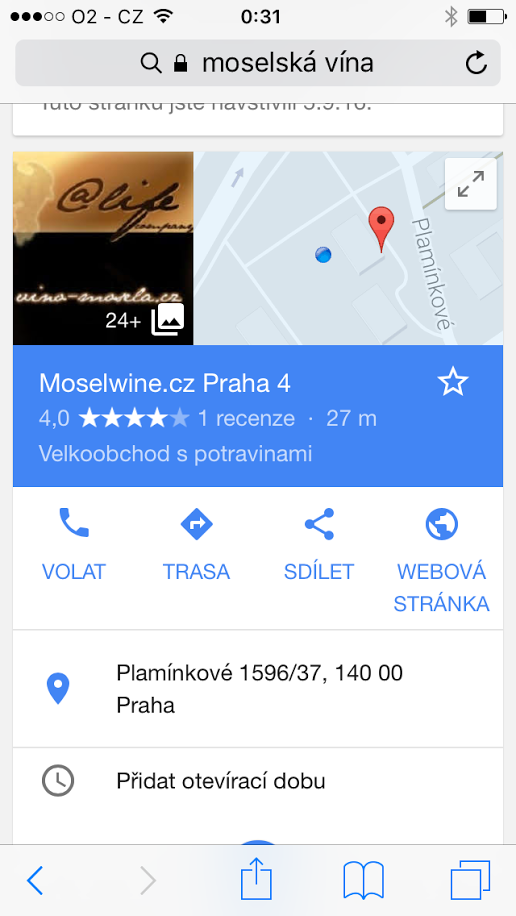 O2 - CZ 0:31
moselská vína
Tuto stránku jste navštívili 5.9.16.
@life
company
vino-mosela.cz
24+
Plamínkové
Moselwine.cz Praha 4
4,0 1 recenze · 27 m
Velkoobchod s potravinami
VOLAT TRASA SDÍLET WEBOVÁ
STRÁNKA
Plamínkové 1596/37, 140 00
Praha
Přidat otevírací dobu